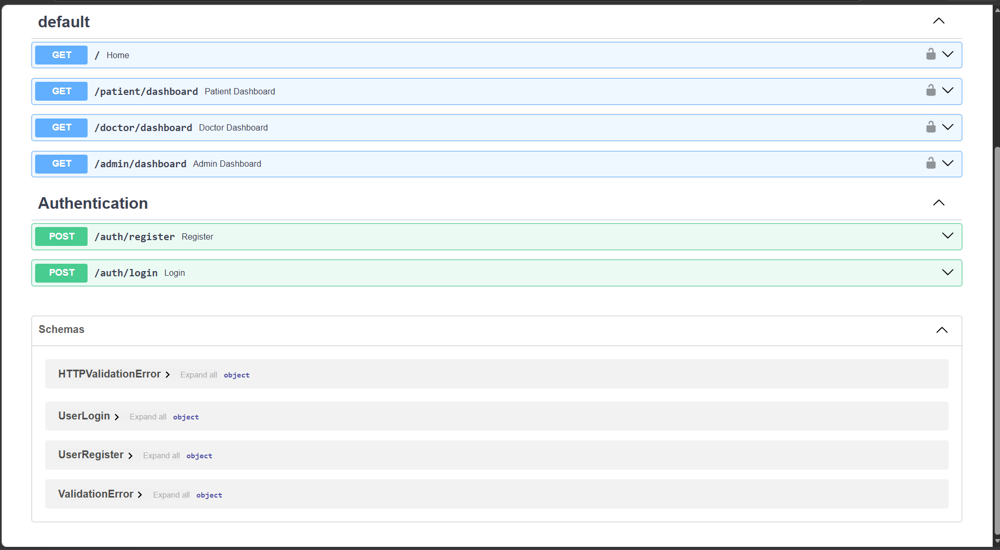 default
GET / Home
GET /patient/dashboard Patient Dashboard
GET /doctor/dashboard Doctor Dashboard
GET /admin/dashboard Admin Dashboard
Authentication
POST /auth/register Register
POST /auth/login Login
Schemas
HTTPValidationError Expand all object
UserLogin Expand all object
UserRegister Expand all object
ValidationError Expand all object